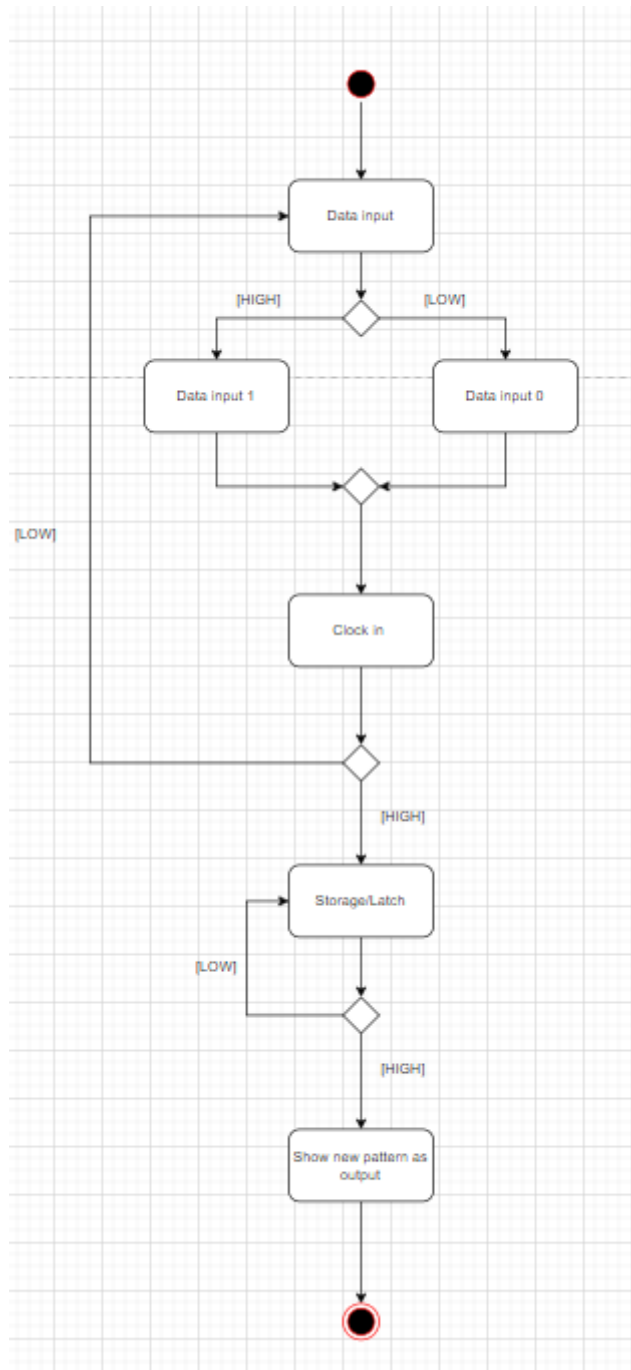 Data input
[HIGH]
[LOW]
Data input 1
Data input 0
[LOW]
Clock in
[HIGH]
Storage/Latch
[LOW]
[HIGH]
Show new pattern as
output